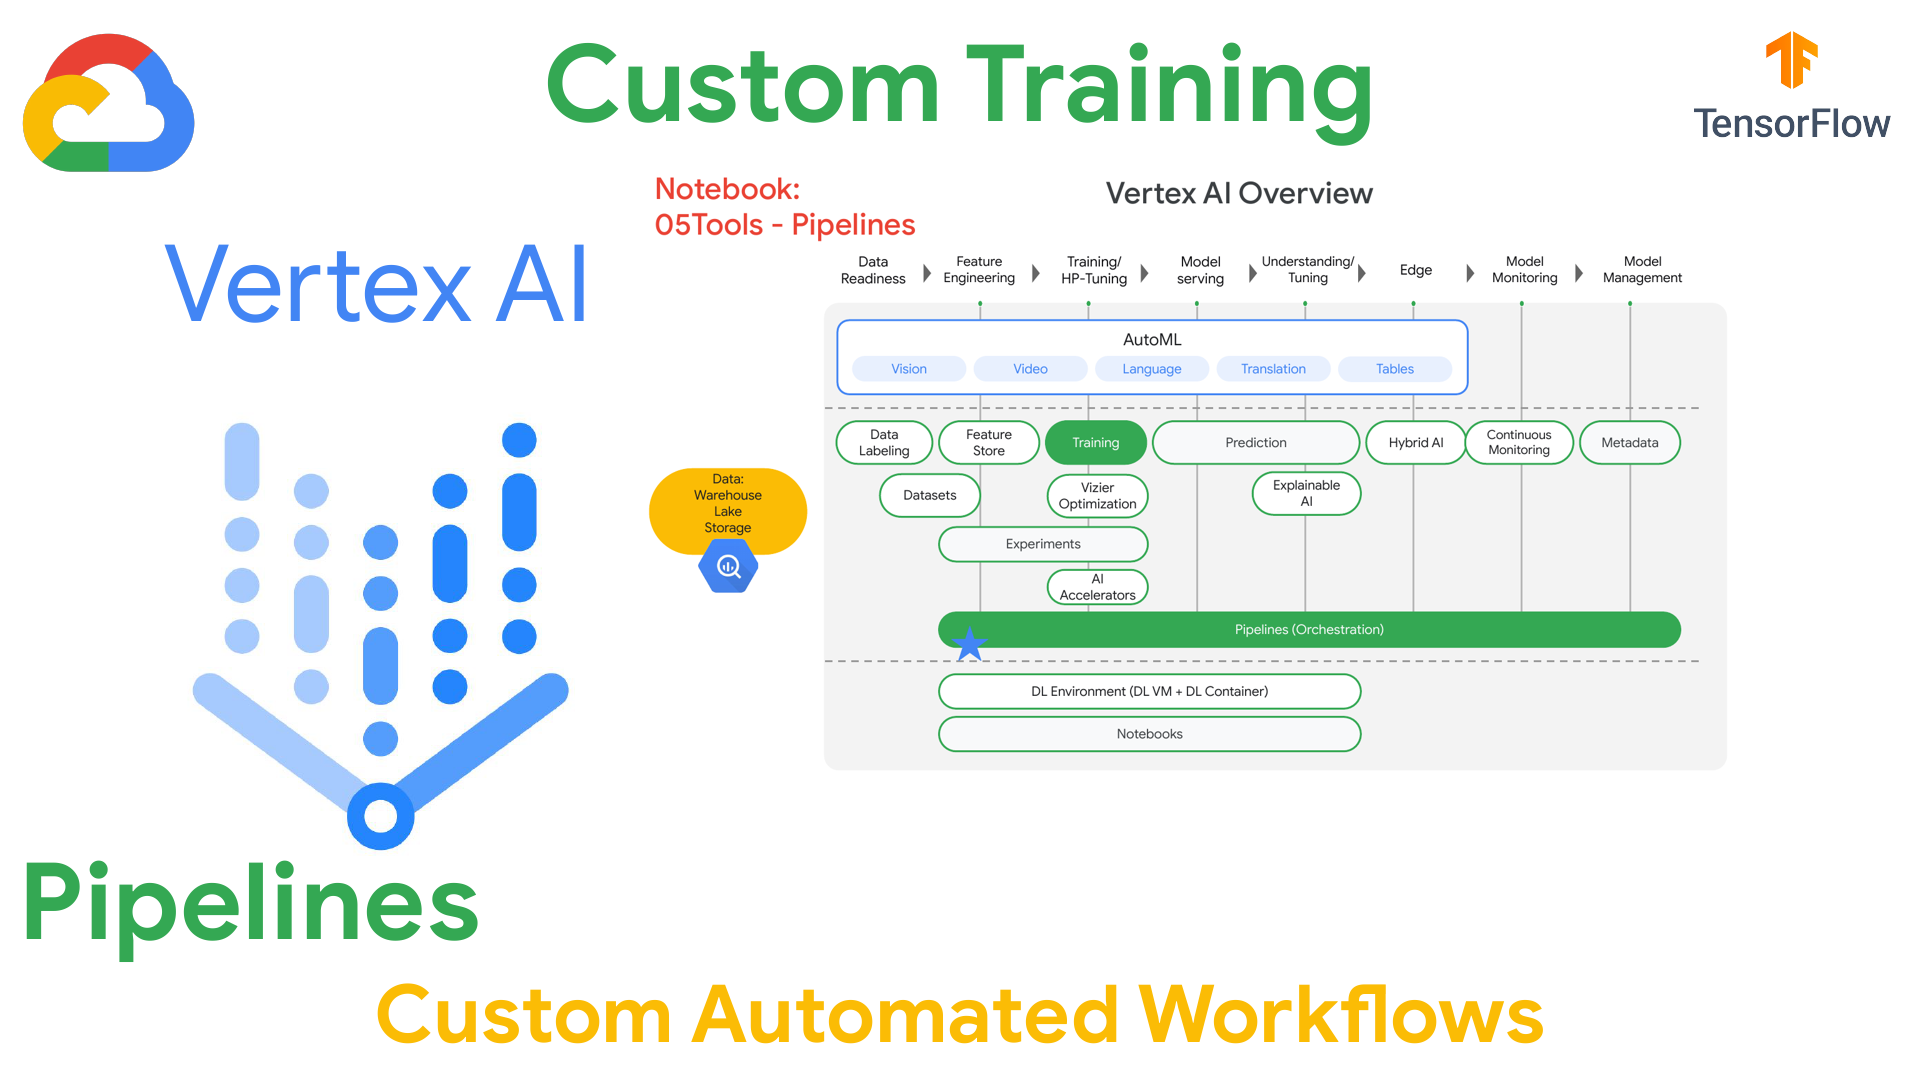 Custom Training
TensorFlow
Notebook:
05Tools - Pipelines
Vertex AI Overview
Vertex AI
Data
Readiness
Feature
Engineering
Training/
HP-Tuning
Model
serving
Understanding/
Tuning
Edge
Model
Monitoring
Model
Management
AutoML
Vision
Video
Language
Translation
Tables
Data
Labeling
Feature
Store
Training
Prediction
Hybrid AI
Continuous
Monitoring
Metadata
Data:
Warehouse
Lake
Storage
Datasets
Vizier
Optimization
Explainable
AI
Experiments
AI
Accelerators
Pipelines (Orchestration)
DL Environment (DL VM + DL Container)
Notebooks
Pipelines
Custom Automated Workflows